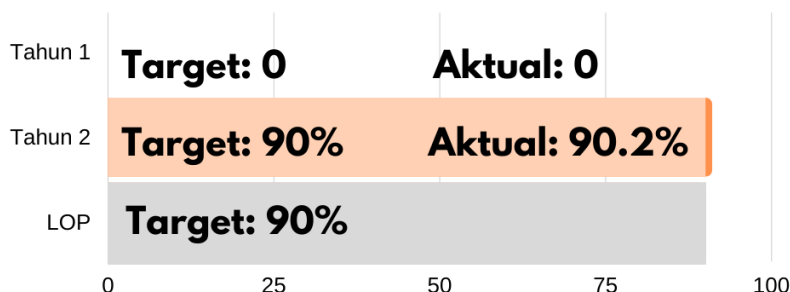 Tahun 1 Target: 0 Aktual: 0
Tahun 2 Target: 90% Aktual: 90.2%
LOP Target: 90%
0 25 50 75 100